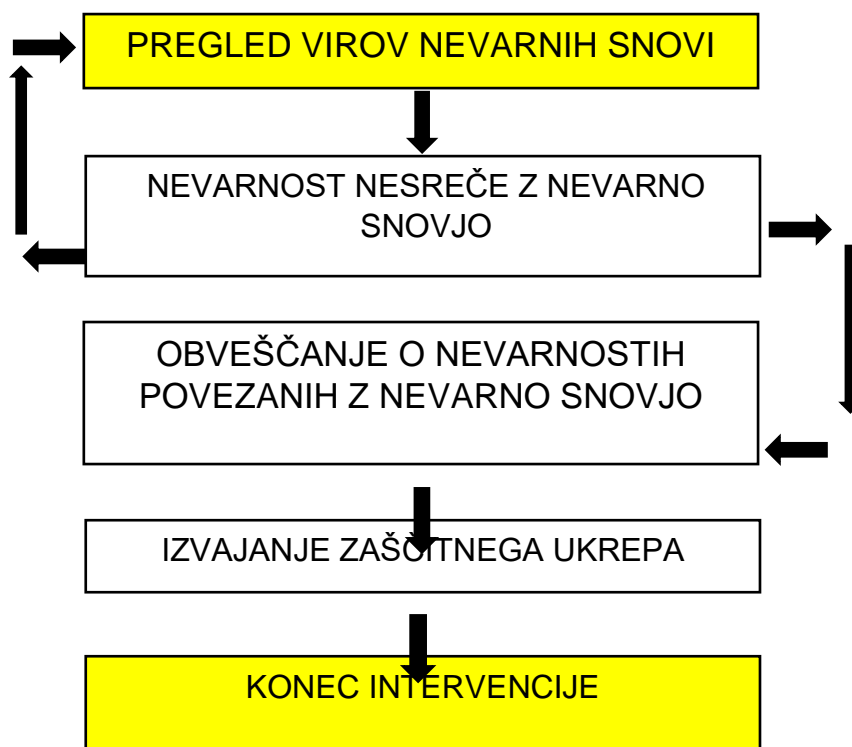 PREGLED VIROV NEVARNIH SNOVI
NEVARNOST NESREČE Z NEVARNO
SNOVJO
OBVEŠČANJE O NEVARNOSTIH
POVEZANIH Z NEVARNO SNOVJO
IZVAJANJE ZAŠČITNEGA UKREPA
KONEC INTERVENCIJE